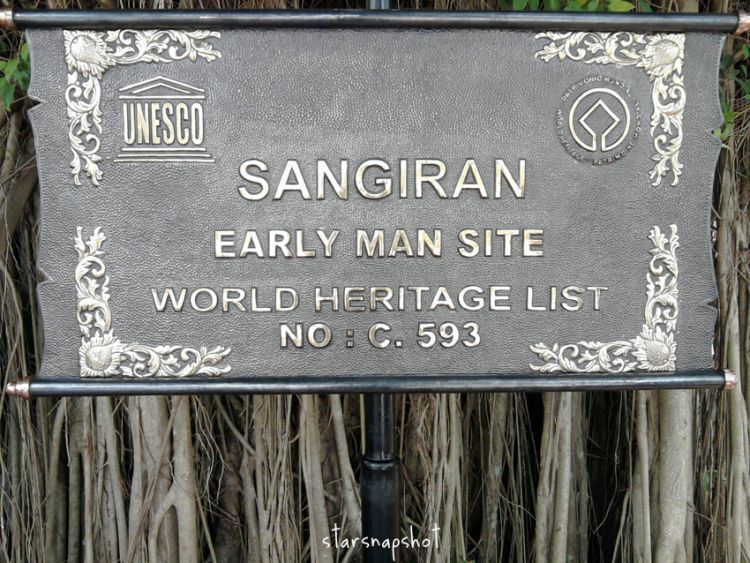 UNESCO
SANGIRAN
EARLY MAN SITE
WORLD HERITAGE LIST
NO : C. 593
starsnapshot